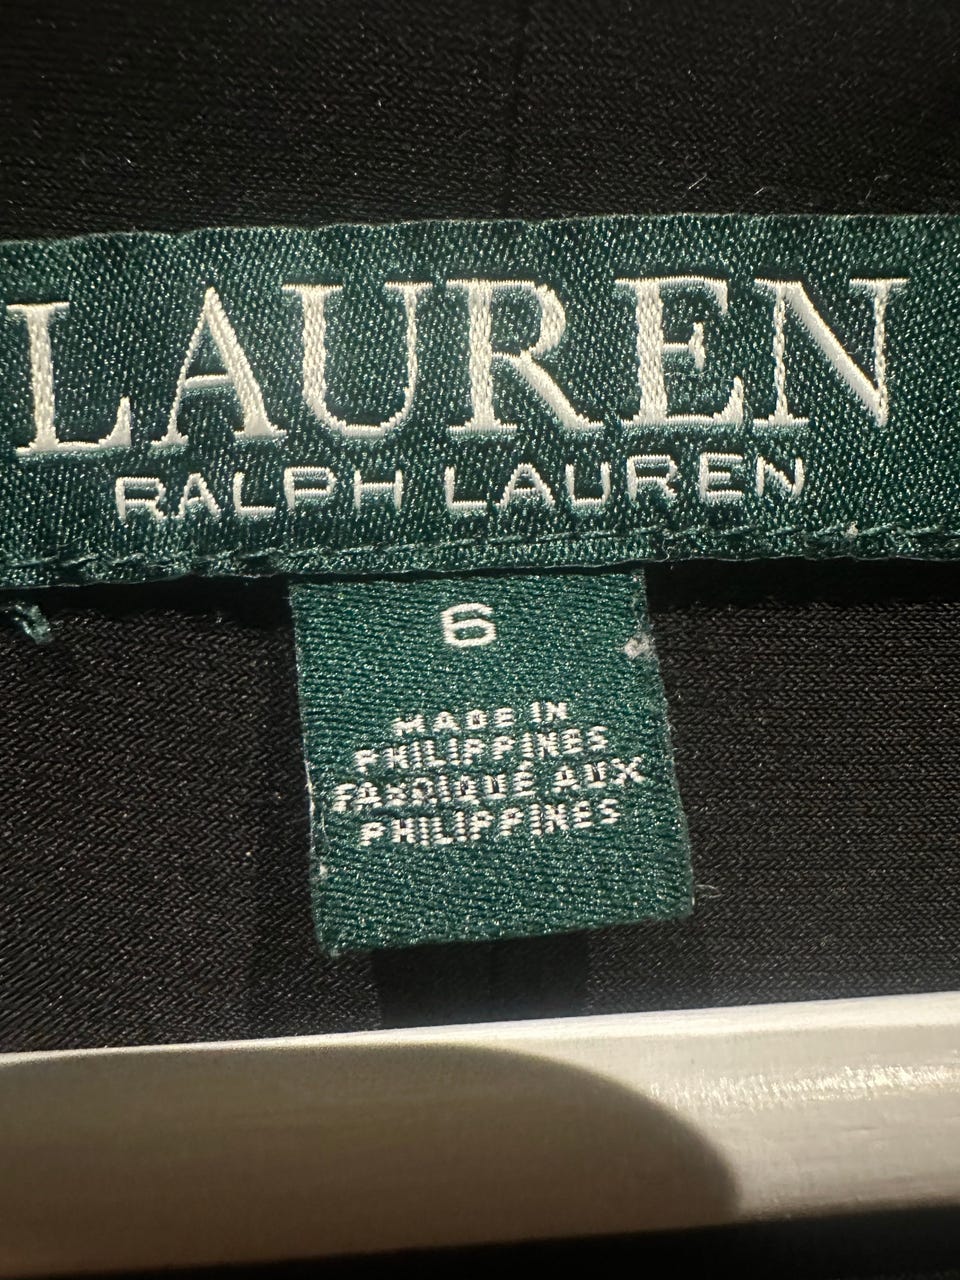 LAUREN
RALPH LAUREN
6
MADE IN
PHILIPPINES
FABRIQUÉ AUX
PHILIPPINES